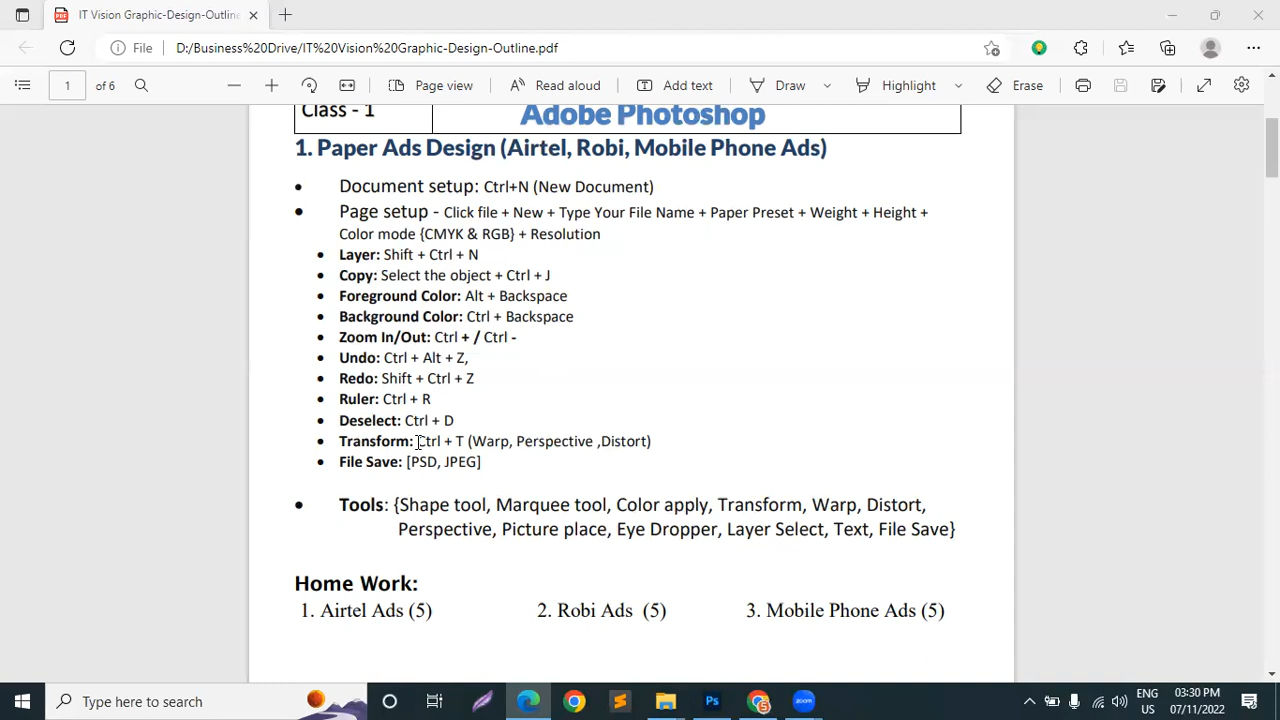 IT Vision Graphic-Design-Outline
File D:/Business%20Drive/IT%20Vision%20Graphic-Design-Outline.pdf
1 of 6 Page view Read aloud Add text Draw Highlight Erase
Class - 1 Adobe Photoshop
1. Paper Ads Design (Airtel, Robi, Mobile Phone Ads)
• Document setup: Ctrl+N (New Document)
• Page setup - Click file + New + Type Your File Name + Paper Preset + Weight + Height +
Color mode {CMYK & RGB} + Resolution
• Layer: Shift + Ctrl + N
• Copy: Select the object + Ctrl + J
• Foreground Color: Alt + Backspace
• Background Color: Ctrl + Backspace
• Zoom In/Out: Ctrl + / Ctrl -
• Undo: Ctrl + Alt + Z,
• Redo: Shift + Ctrl + Z
• Ruler: Ctrl + R
• Deselect: Ctrl + D
• Transform: Ctrl + T (Warp, Perspective ,Distort)
• File Save: [PSD, JPEG]
• Tools: {Shape tool, Marquee tool, Color apply, Transform, Warp, Distort,
Perspective, Picture place, Eye Dropper, Layer Select, Text, File Save}
Home Work:
1. Airtel Ads (5) 2. Robi Ads (5) 3. Mobile Phone Ads (5)
Type here to search Ps zoom ENG 03:30 PM
US 07/11/2022